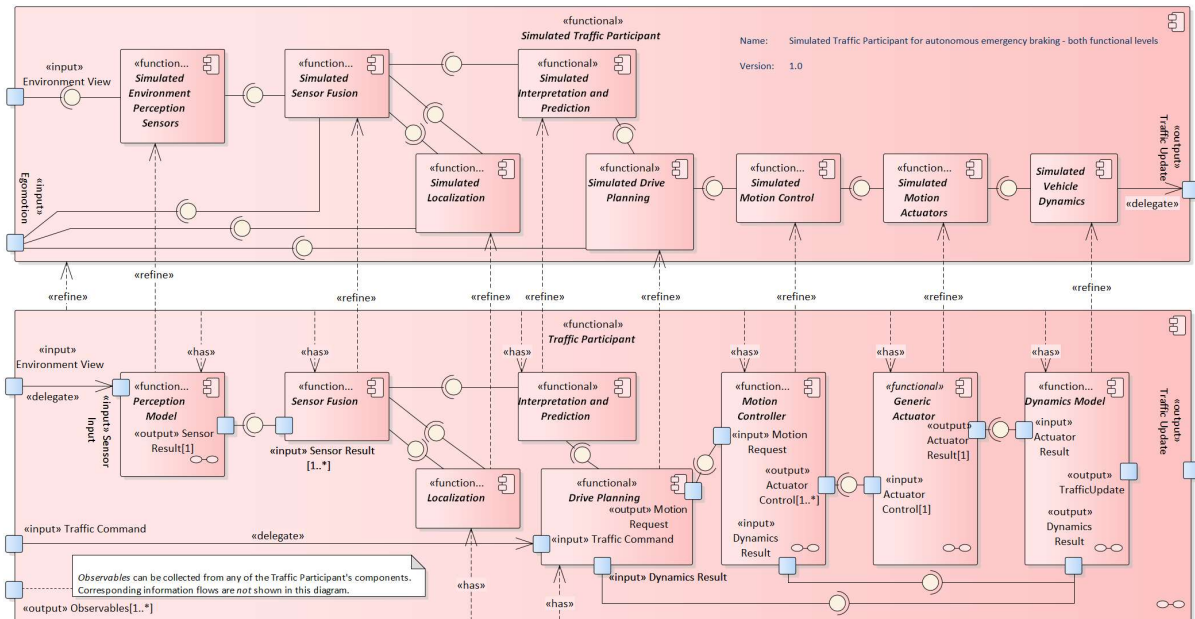 «functional»
Simulated Traffic Participant
Name: Simulated Traffic Participant for autonomous emergency braking - both functional levels
Version: 1.0
«input»
Environment View
«function...
Simulated
Environment
Perception
Sensors
«function...
Simulated
Sensor Fusion
«functional»
Simulated
Interpretation and
Prediction
«function...
Simulated
Localization
«functional»
Simulated Drive
Planning
«function...
Simulated
Motion Control
«function...
Simulated
Motion
Actuators
Simulated
Vehicle
Dynamics
«output»
Traffic Update
«delegate»
«input»
Egomotion
«refine»
«refine»
«refine»
«refine»
«refine»
«refine»
«refine»
«refine»
«refine»
«functional»
Traffic Participant
«input»
Environment View
«delegate»
«input» Sensor
Input
«has»
«has»
«has»
«has»
«has»
«has»
«function...
Perception
Model
«output» Sensor
Result[1]
«function...
Sensor Fusion
«input» Sensor Result
[1..*]
«functional»
Interpretation and
Prediction
«function...
Localization
«functional»
Drive Planning
«output» Motion
Request
«input» Traffic Command
«input» Dynamics Result
«function...
Motion
Controller
«input» Motion
Request
«output»
Actuator
Control[1..*]
«input»
Dynamics
Result
«functional»
Generic
Actuator
«output»
Actuator
Result[1]
«input»
Actuator
Control[1]
«function...
Dynamics Model
«input»
Actuator
Result
«output»
TrafficUpdate
«output»
Dynamics
Result
«output»
Traffic Update
«input» Traffic Command
«delegate»
Observables can be collected from any of the Traffic Participant's components.
Corresponding information flows are not shown in this diagram.
«output» Observables[1..*]
«has»
«has»